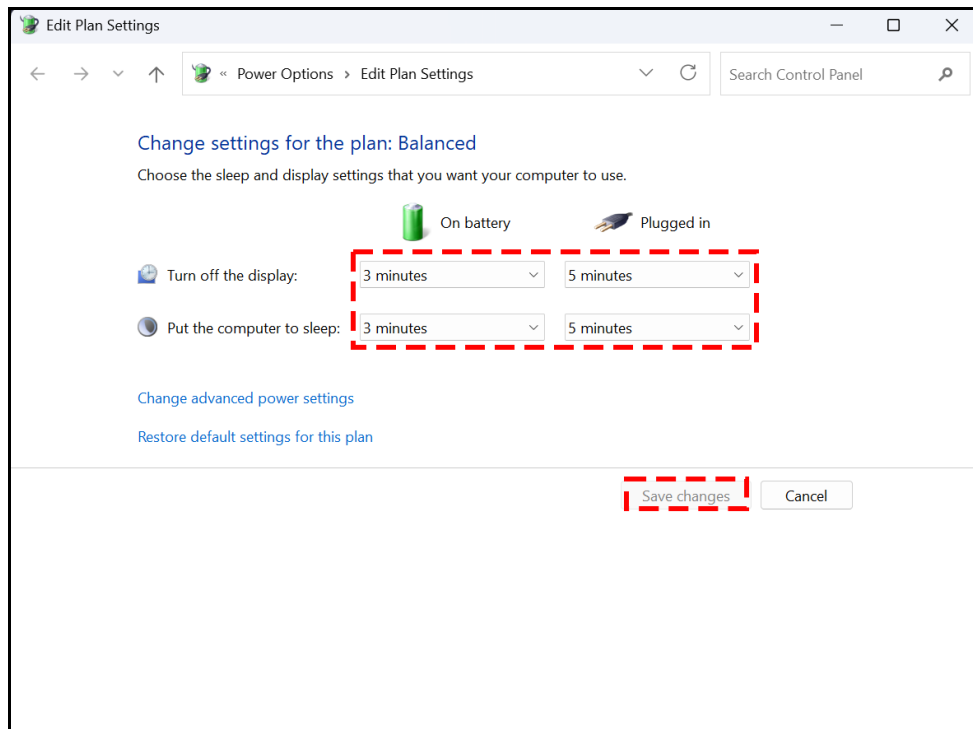 Edit Plan Settings
« Power Options › Edit Plan Settings
Search Control Panel
Change settings for the plan: Balanced
Choose the sleep and display settings that you want your computer to use.
On battery Plugged in
Turn off the display: 3 minutes 5 minutes
Put the computer to sleep: 3 minutes 5 minutes
Change advanced power settings
Restore default settings for this plan
Save changes Cancel